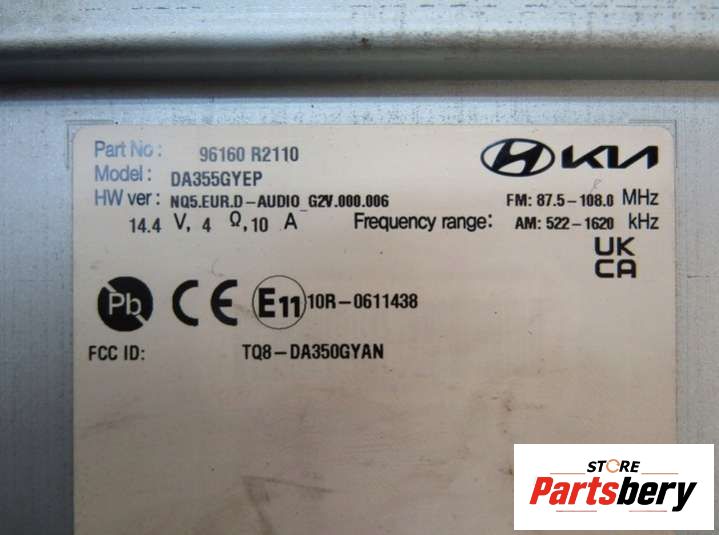 Part No: 96160 R2110
KIA
Model: DA355GYEP
HW ver: NQ5.EUR.D-AUDIO_G2V.000.006
FM: 87.5-108.0 MHz
14.4 V, 4 Ω,10 A Frequency range: AM: 522-1620 kHz
UK
CA
Pb CE E11 10R-0611438
FCC ID: TQ8-DA350GYAN
STORE
Partsbery